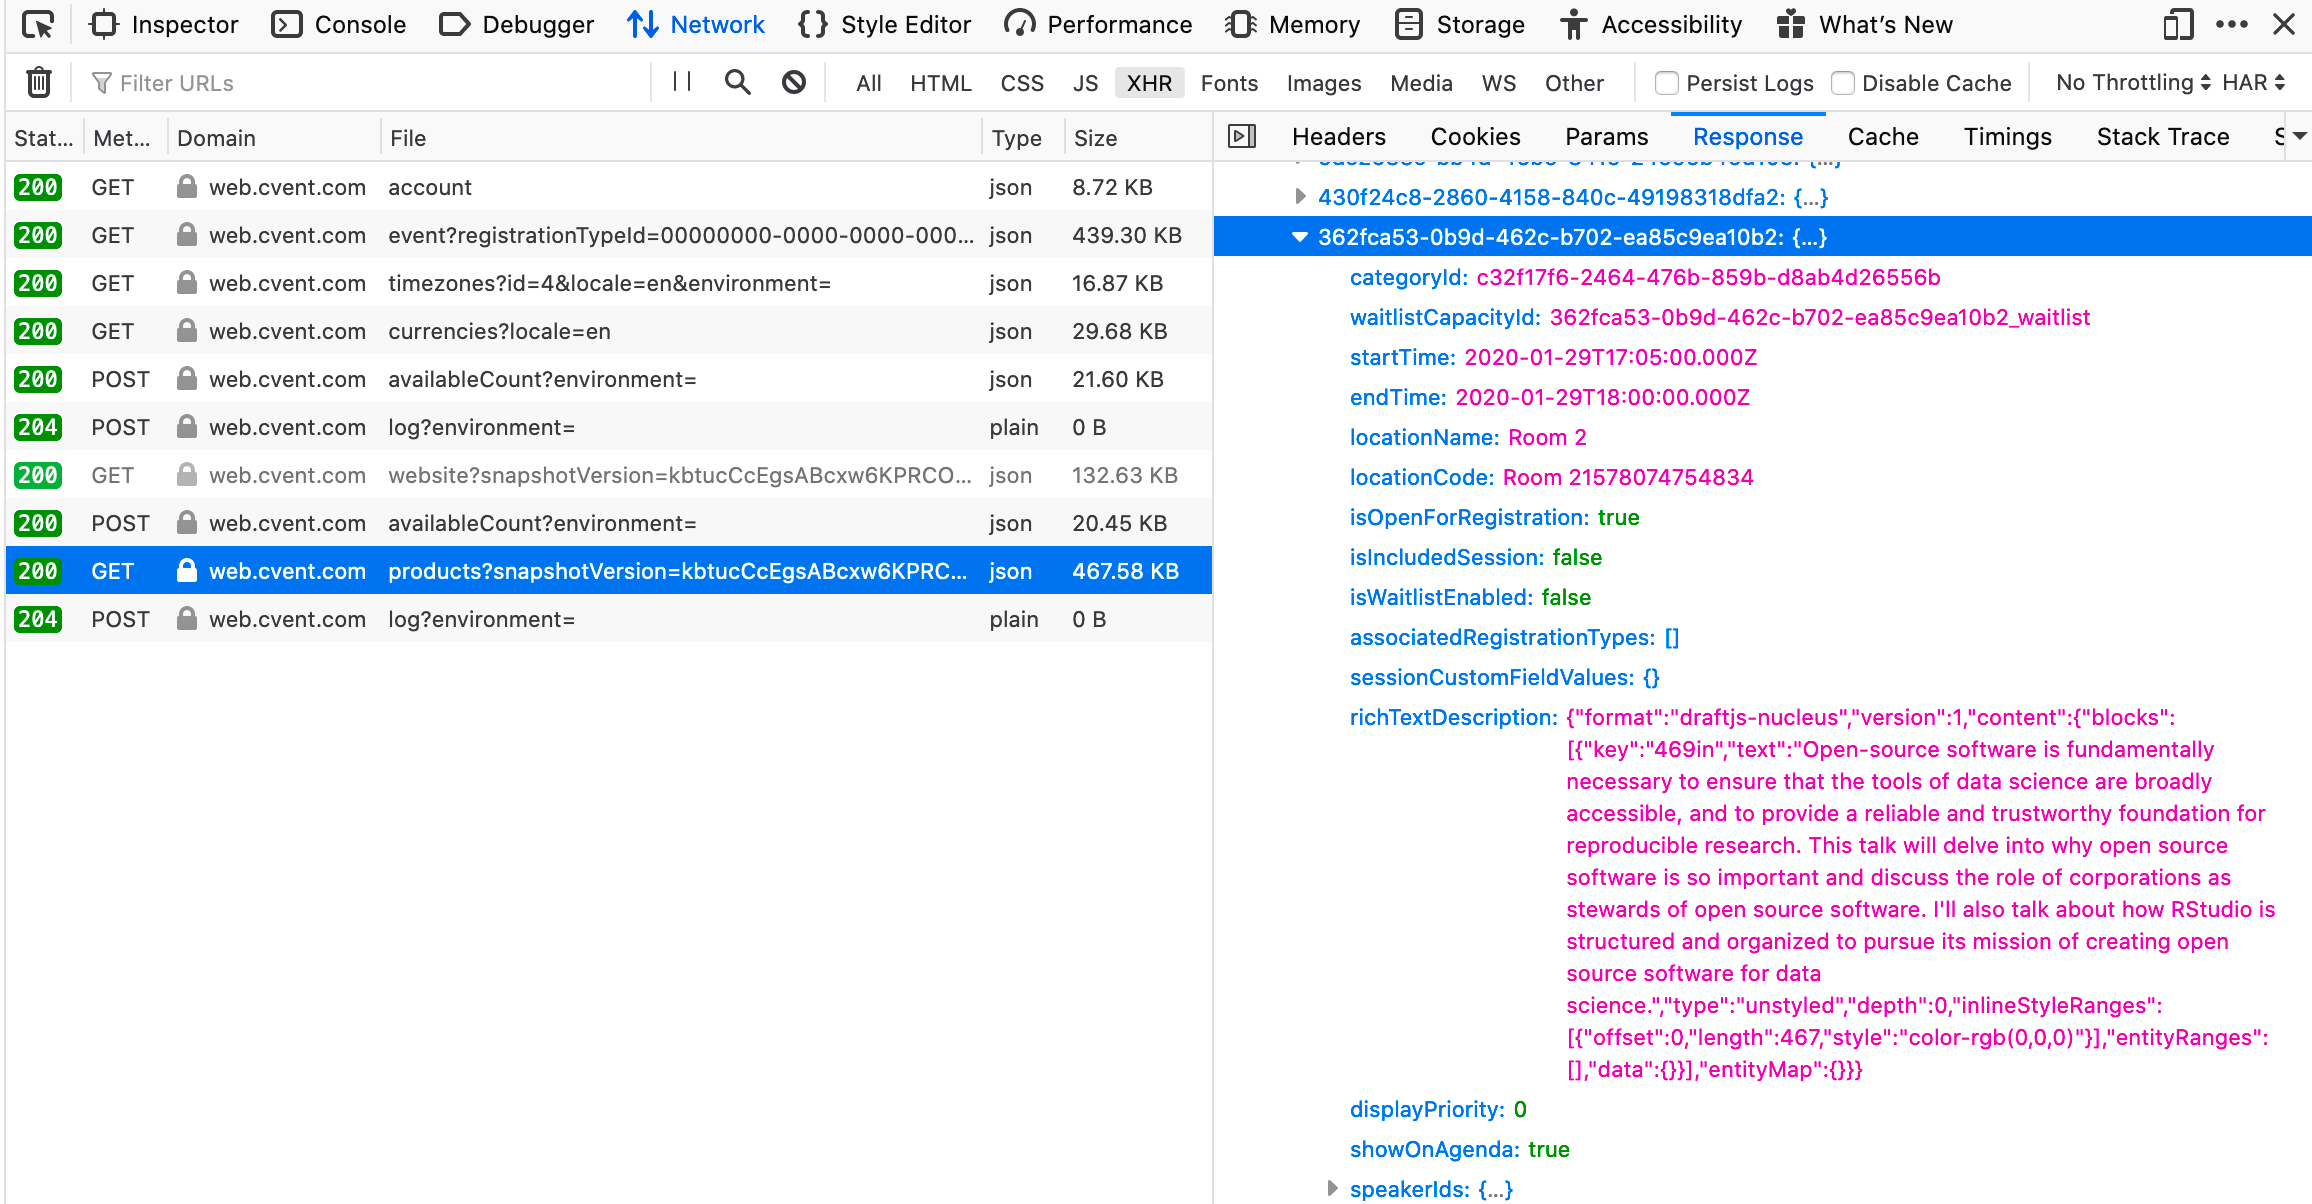 Inspector Console Debugger Network Style Editor Performance Memory Storage Accessibility What's New
Filter URLs All HTML CSS JS XHR Fonts Images Media WS Other Persist Logs Disable Cache No Throttling HAR
Stat... Met... Domain File Type Size
200 GET web.cvent.com account json 8.72 KB
200 GET web.cvent.com event?registrationTypeId=00000000-0000-0000-000... json 439.30 KB
200 GET web.cvent.com timezones?id=4&locale=en&environment= json 16.87 KB
200 GET web.cvent.com currencies?locale=en json 29.68 KB
200 POST web.cvent.com availableCount?environment= json 21.60 KB
204 POST web.cvent.com log?environment= plain 0 B
200 GET web.cvent.com website?snapshotVersion=kbtucCcEgsABcxw6KPRCO... json 132.63 KB
200 POST web.cvent.com availableCount?environment= json 20.45 KB
200 GET web.cvent.com products?snapshotVersion=kbtucCcEgsABcxw6KPRC... json 467.58 KB
204 POST web.cvent.com log?environment= plain 0 B
Headers Cookies Params Response Cache Timings Stack Trace
430f24c8-2860-4158-840c-49198318dfa2: {...}
362fca53-0b9d-462c-b702-ea85c9ea10b2: {...}
categoryId: c32f17f6-2464-476b-859b-d8ab4d26556b
waitlistCapacityId: 362fca53-0b9d-462c-b702-ea85c9ea10b2_waitlist
startTime: 2020-01-29T17:05:00.000Z
endTime: 2020-01-29T18:00:00.000Z
locationName: Room 2
locationCode: Room 21578074754834
isOpenForRegistration: true
isIncludedSession: false
isWaitlistEnabled: false
associatedRegistrationTypes: []
sessionCustomFieldValues: {}
richTextDescription: {"format":"draftjs-nucleus","version":1,"content":{"blocks":
[{"key":"469in","text":"Open-source software is fundamentally
necessary to ensure that the tools of data science are broadly
accessible, and to provide a reliable and trustworthy foundation for
reproducible research. This talk will delve into why open source
software is so important and discuss the role of corporations as
stewards of open source software. I'll also talk about how RStudio is
structured and organized to pursue its mission of creating open
source software for data
science.","type":"unstyled","depth":0,"inlineStyleRanges":
[{"offset":0,"length":467,"style":"color-rgb(0,0,0)"}],"entityRanges":
[],"data":{}}],"entityMap":{}}}
displayPriority: 0
showOnAgenda: true
speakerIds: {...}